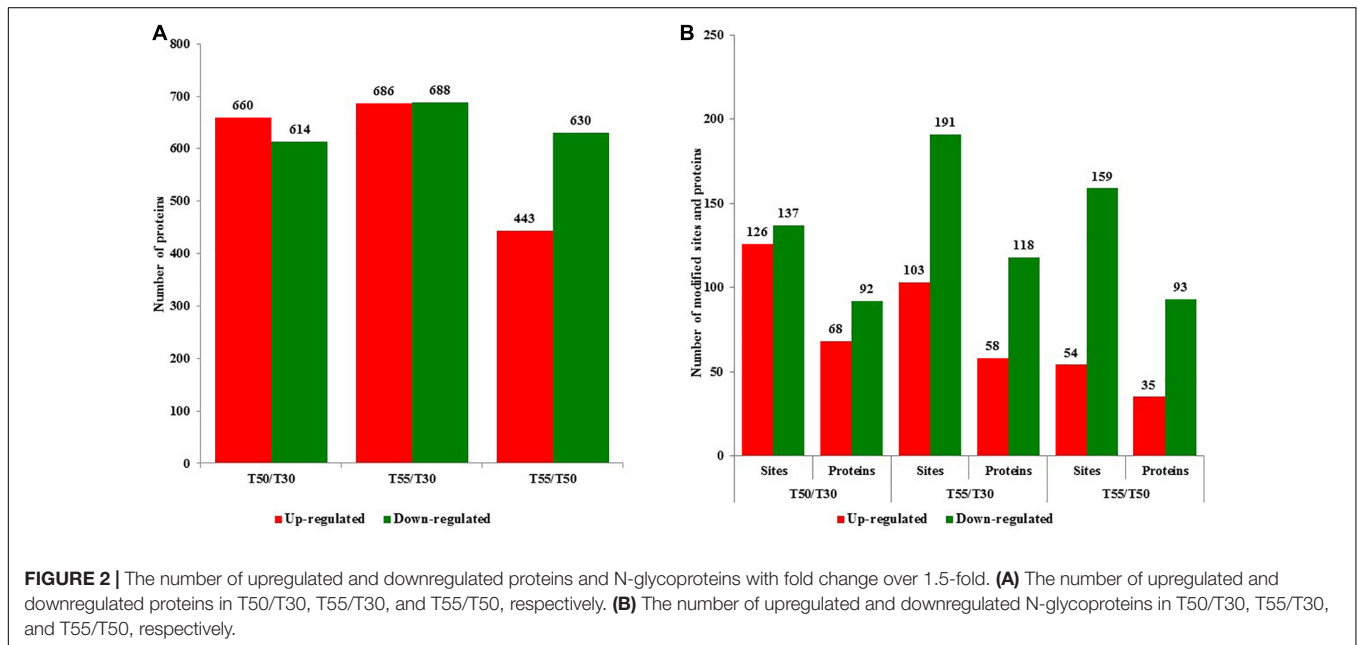 A
Number of proteins
800
700
600
500
400
300
200
100
0
660
614
686
688
443
630
T50/T30
T55/T30
T55/T50
Up-regulated
Down-regulated
B
Number of modified sites and proteins
250
200
150
100
50
0
126
137
68
92
103
191
58
118
54
159
35
93
Sites
Proteins
Sites
Proteins
Sites
Proteins
T50/T30
T55/T30
T55/T50
Up-regulated
Down-regulated
FIGURE 2 | The number of upregulated and downregulated proteins and N-glycoproteins with fold change over 1.5-fold. (A) The number of upregulated and
downregulated proteins in T50/T30, T55/T30, and T55/T50, respectively. (B) The number of upregulated and downregulated N-glycoproteins in T50/T30, T55/T30,
and T55/T50, respectively.